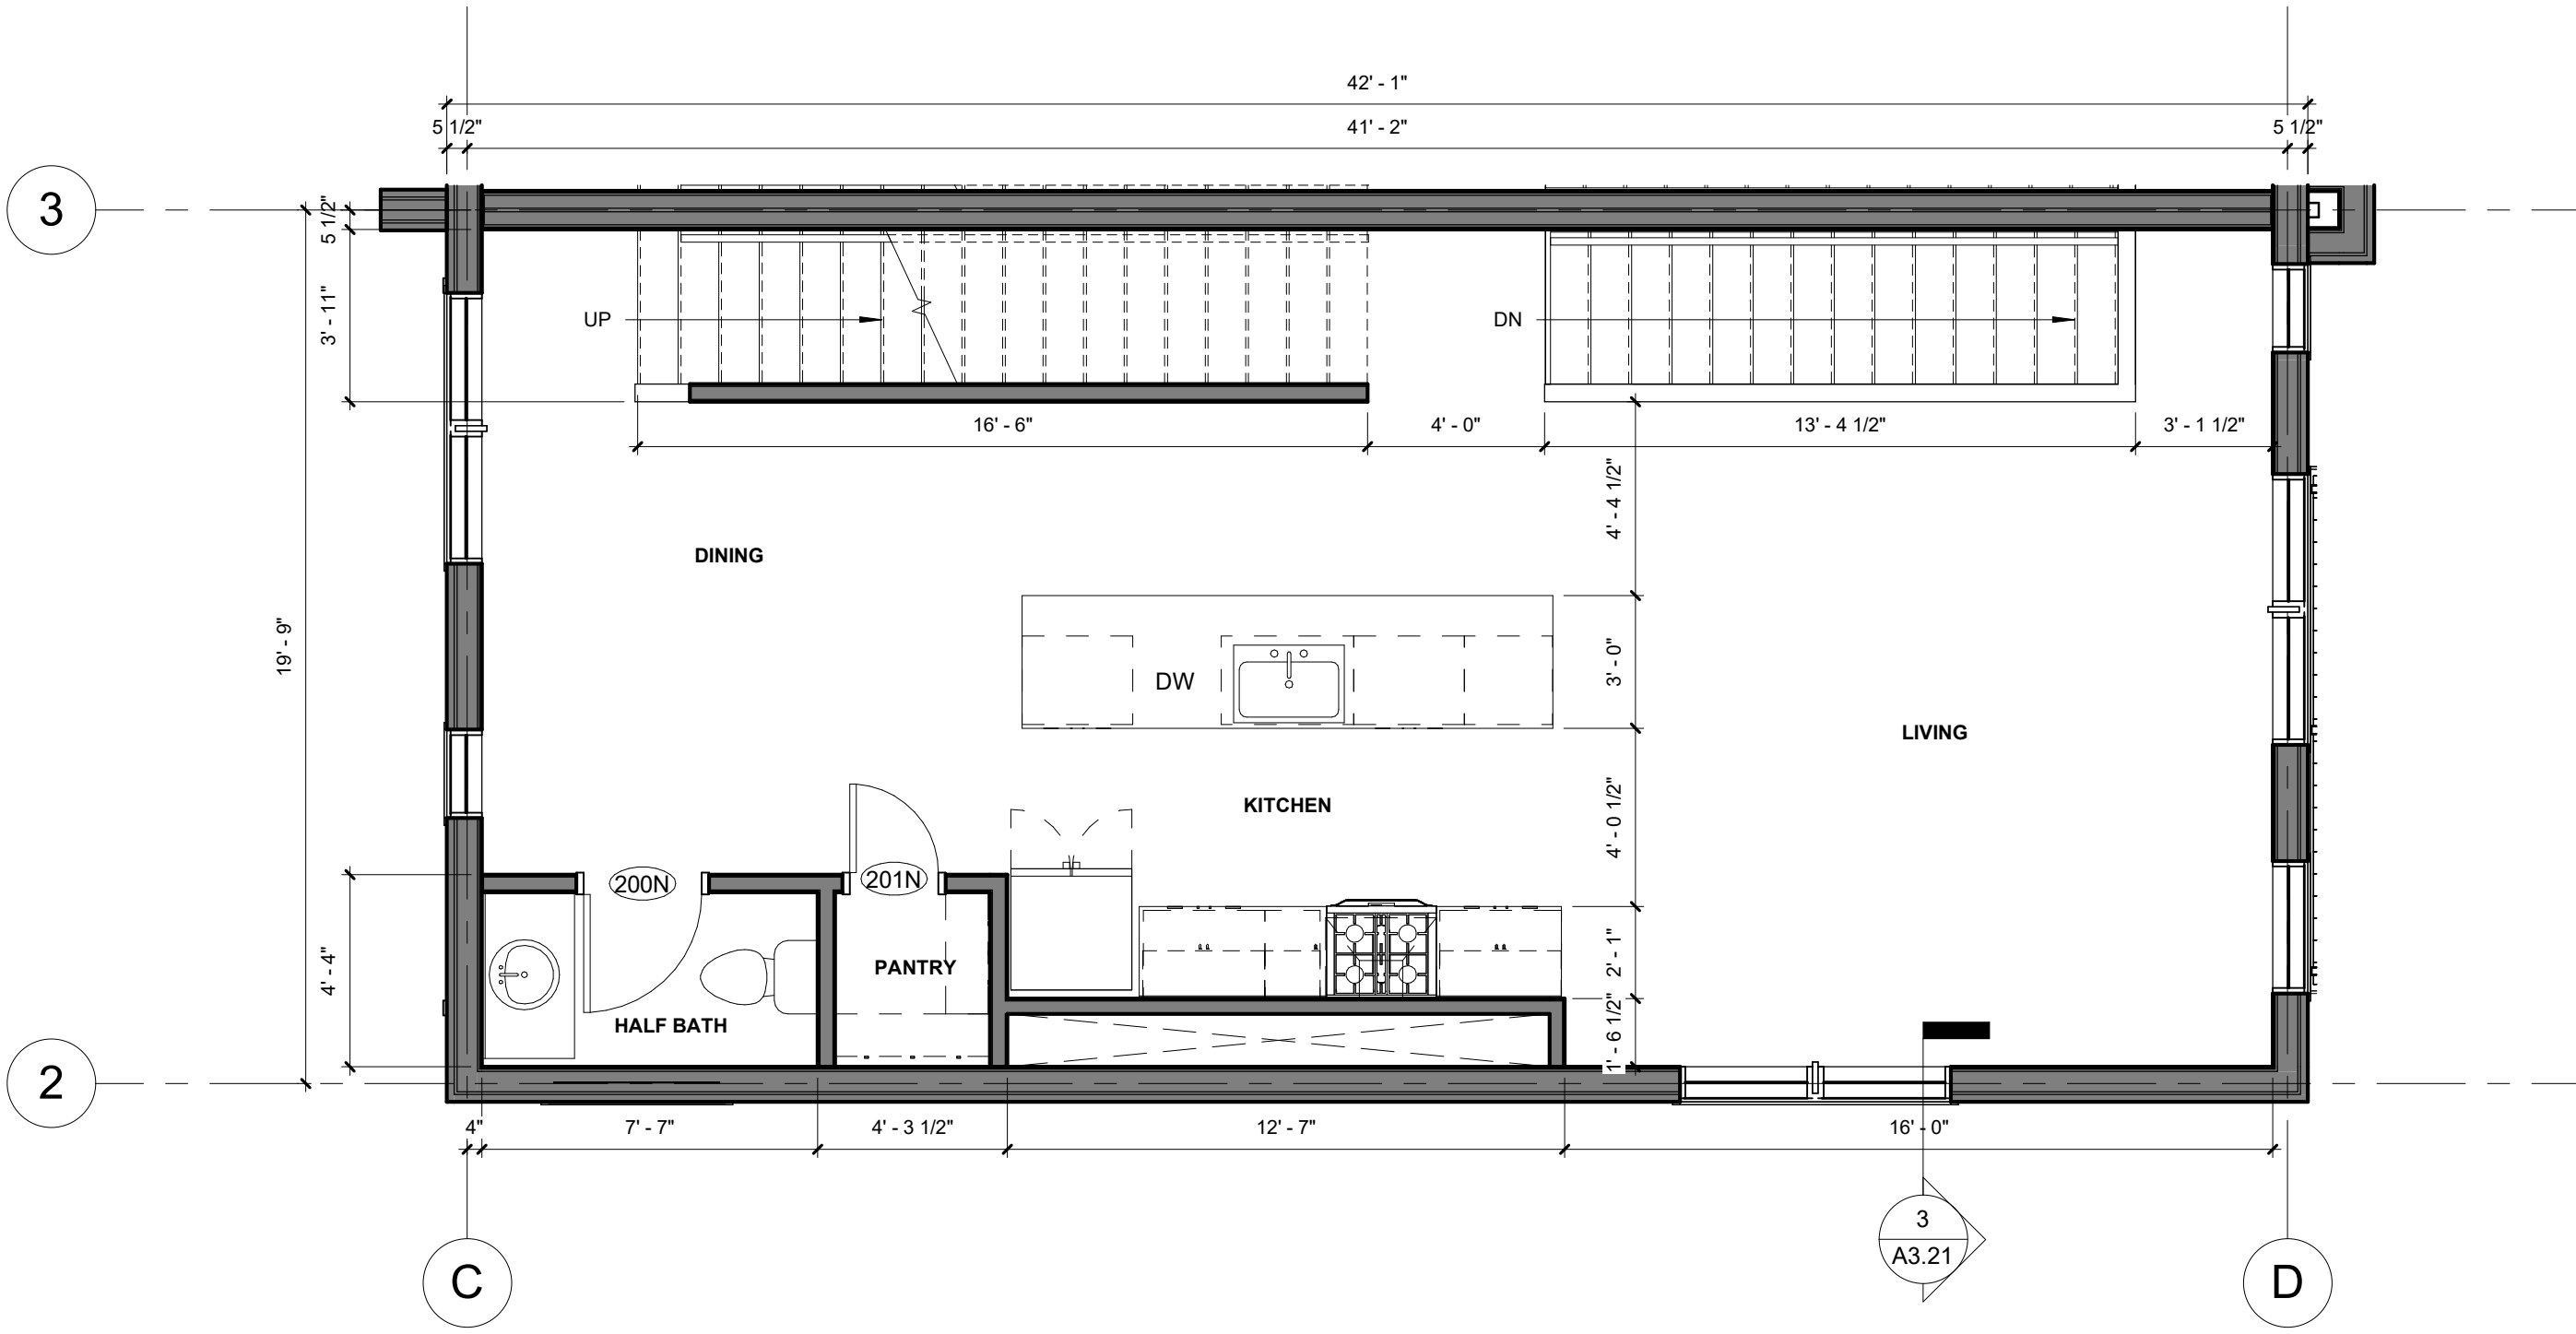 42' - 1"
5 1/2"
41' - 2"
5 1/2"
3
5 1/2"
3' - 11"
UP
DN
16' - 6"
4' - 0"
13' - 4 1/2"
3' - 1 1/2"
4' - 4 1/2"
DINING
19' - 9"
3' - 0"
DW
LIVING
KITCHEN
4' - 0 1/2"
200N
201N
4' - 4"
PANTRY
2' - 1"
HALF BATH
1' - 6 1/2"
2
4"
7' - 7"
4' - 3 1/2"
12' - 7"
16' - 0"
3
A3.21
C
D